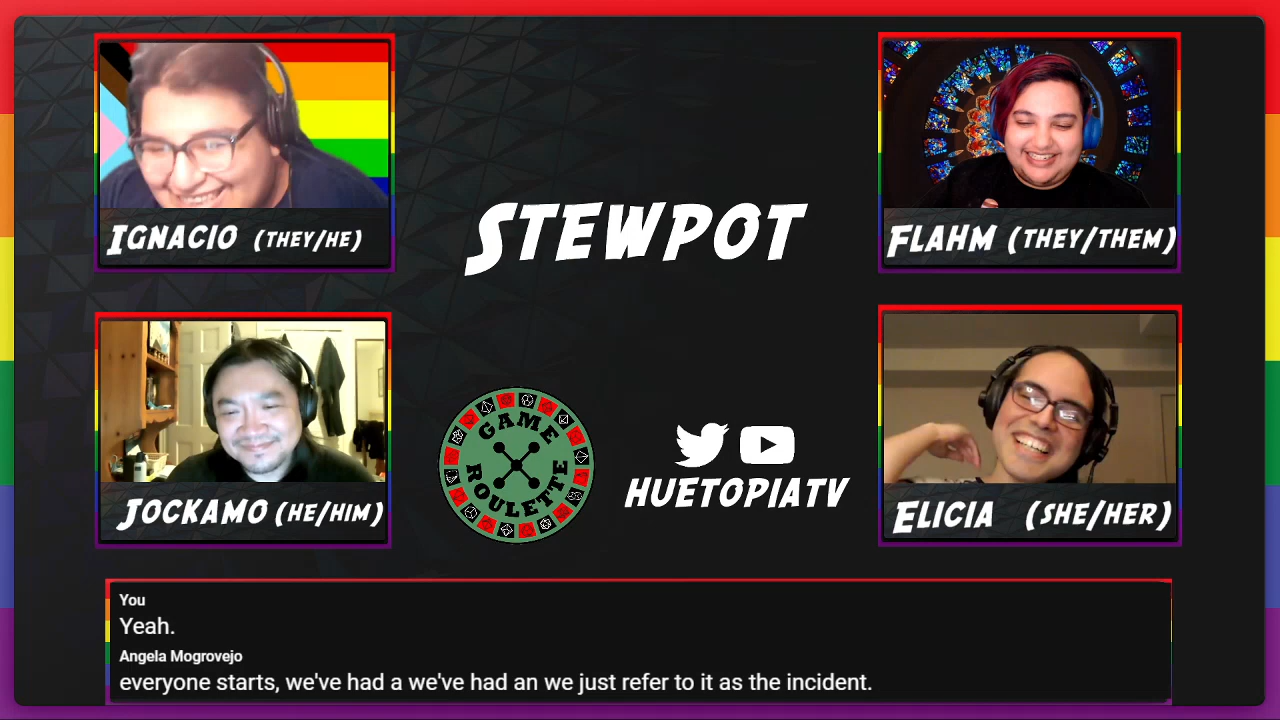 IGNACIO (THEY/HE)
FLAHM (THEY/THEM)
STEWPOT
JOCKAMO (HE/HIM)
GAME
ROULETTE
HUETOPIATV
ELICIA (SHE/HER)
You
Yeah.
Angela Mogrovejo
everyone starts, we've had a we've had an we just refer to it as the incident.